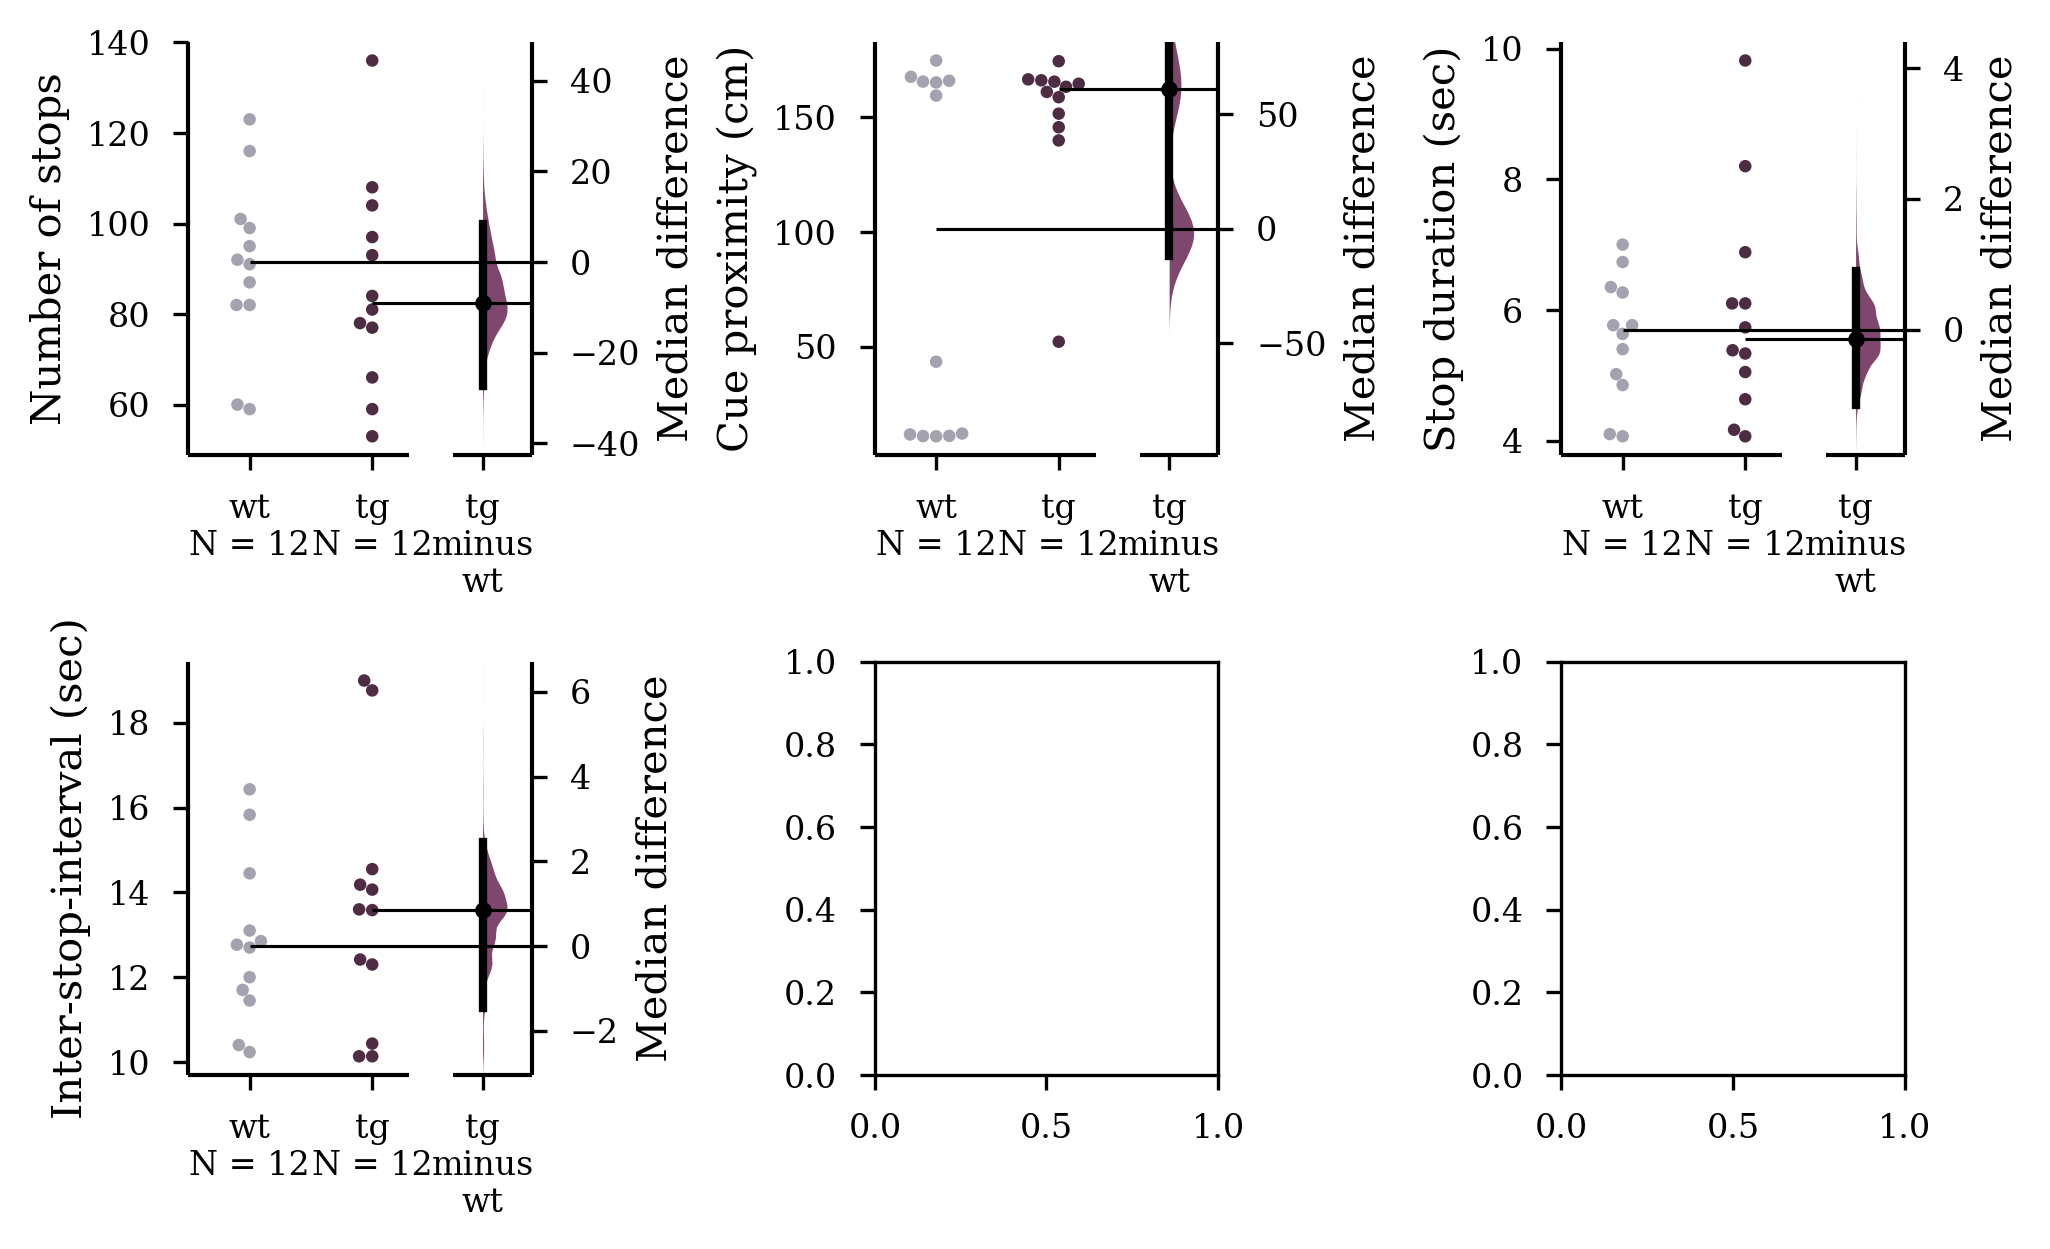 Number of stops
140
120
100
80
60
40
20
0
−20
−40
Median difference
wt
N = 12
tg
N = 12
tg
minus
wt
Cue proximity (cm)
150
100
50
50
0
−50
Median difference
wt
N = 12
tg
N = 12
tg
minus
wt
Stop duration (sec)
10
8
6
4
4
2
0
Median difference
wt
N = 12
tg
N = 12
tg
minus
wt
Inter-stop-interval (sec)
18
16
14
12
10
6
4
2
0
−2
Median difference
wt
N = 12
tg
N = 12
tg
minus
wt
1.0
0.8
0.6
0.4
0.2
0.0
0.0
0.5
1.0
1.0
0.8
0.6
0.4
0.2
0.0
0.0
0.5
1.0